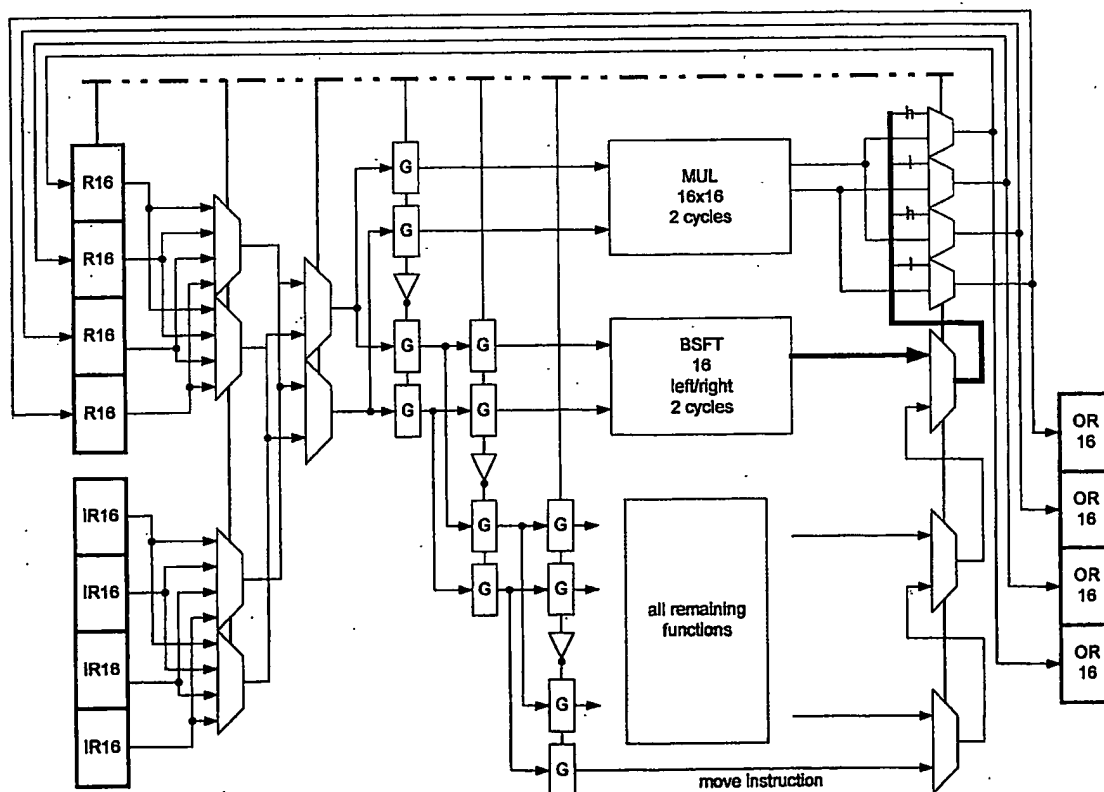 h
R16
G
MUL
16x16
2 cycles
l
G
h
R16
l
R16
G
G
BSFT
16
left/right
2 cycles
R16
G
G
OR
16
IR16
G
G
OR
16
IR16
G
G
OR
16
all remaining
functions
IR18
G
OR
16
IR16
G
move instruction